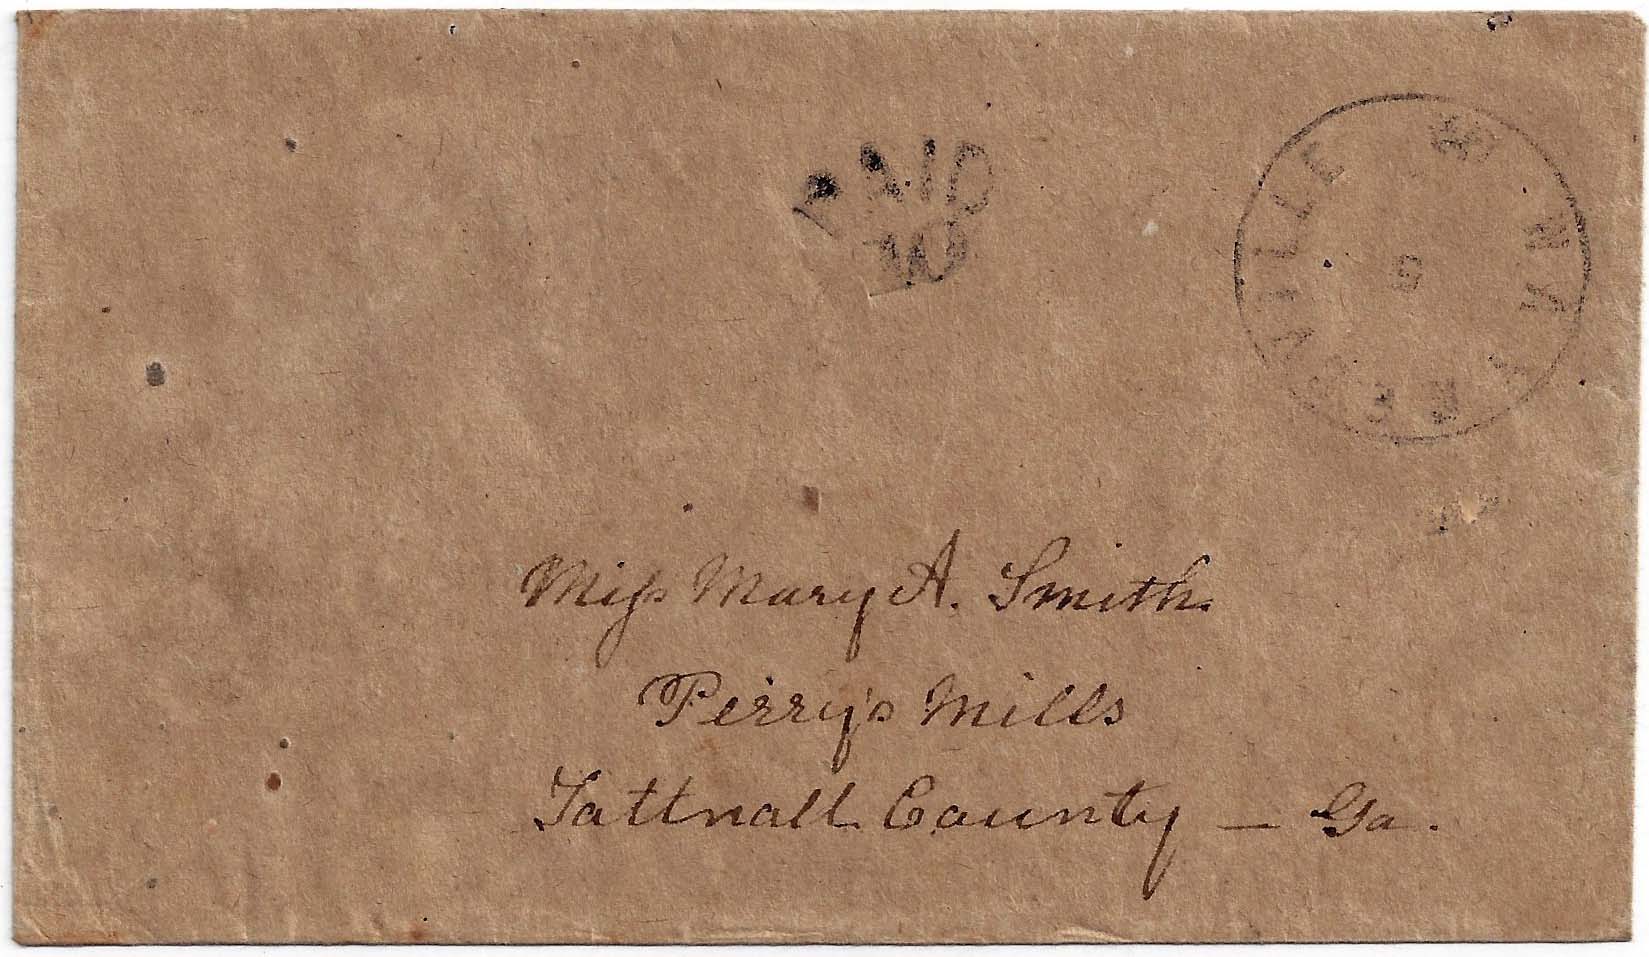 PAID
10
Miss Mary A. Smith.
Perry's Mills
Tattnall County — Ga.